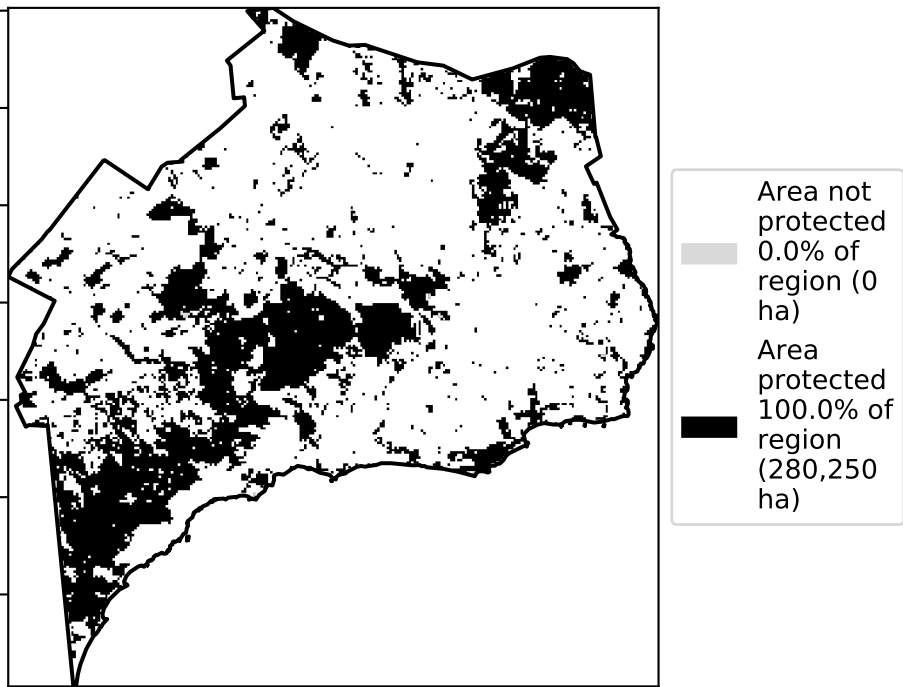 Area not
protected
0.0% of
region (0
ha)
Area
protected
100.0% of
region
(280,250
ha)